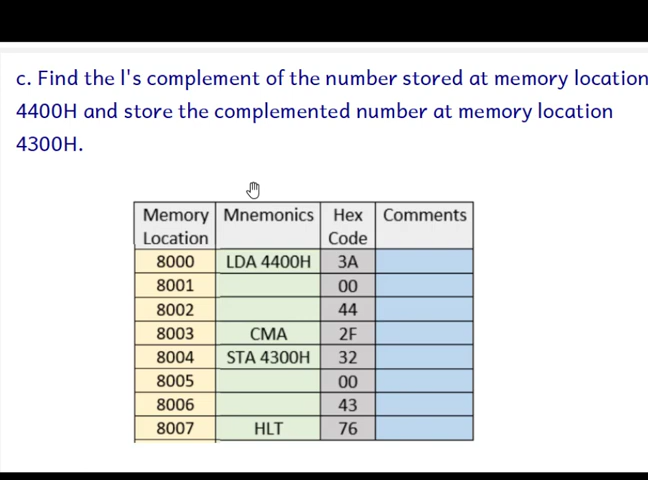 c. Find the l's complement of the number stored at memory location
4400H and store the complemented number at memory location
4300H.
Memory Location Mnemonics Hex Code Comments
8000 LDA 4400H 3A
8001 00
8002 44
8003 CMA 2F
8004 STA 4300H 32
8005 00
8006 43
8007 HLT 76